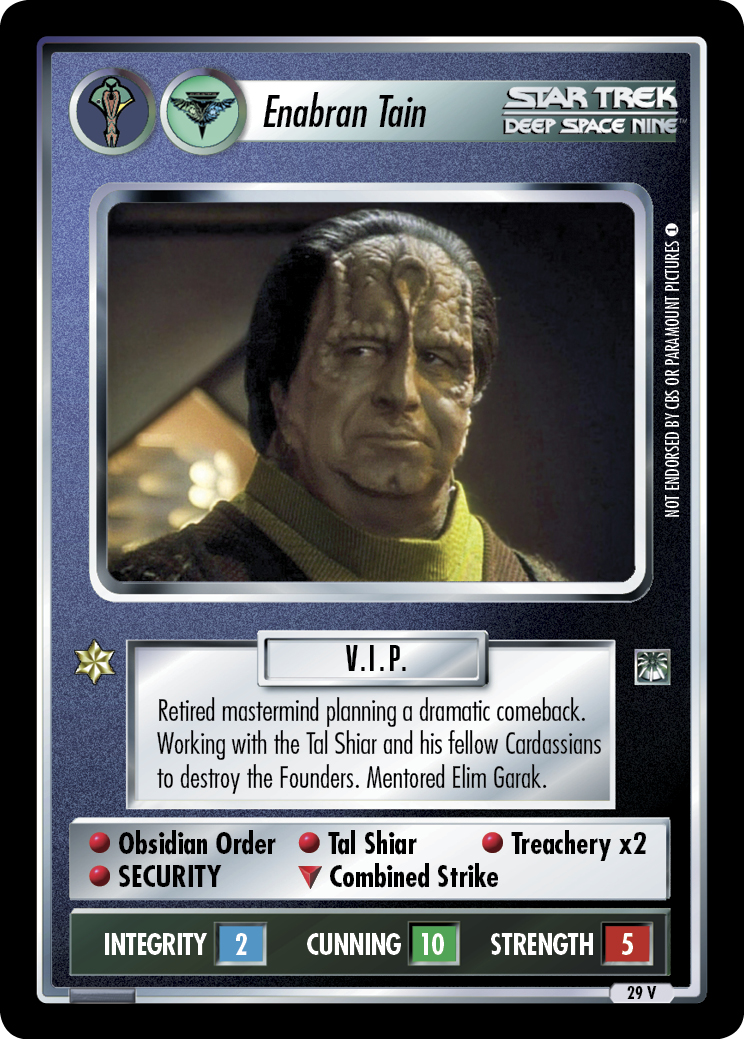 Enabran Tain
STAR TREK
DEEP SPACE NINE™
NOT ENDORSED BY CBS OR PARAMOUNT PICTURES
V.I.P.
Retired mastermind planning a dramatic comeback.
Working with the Tal Shiar and his fellow Cardassians
to destroy the Founders. Mentored Elim Garak.
Obsidian Order Tal Shiar Treachery x2
SECURITY Combined Strike
INTEGRITY 2 CUNNING 10 STRENGTH 5
29 V